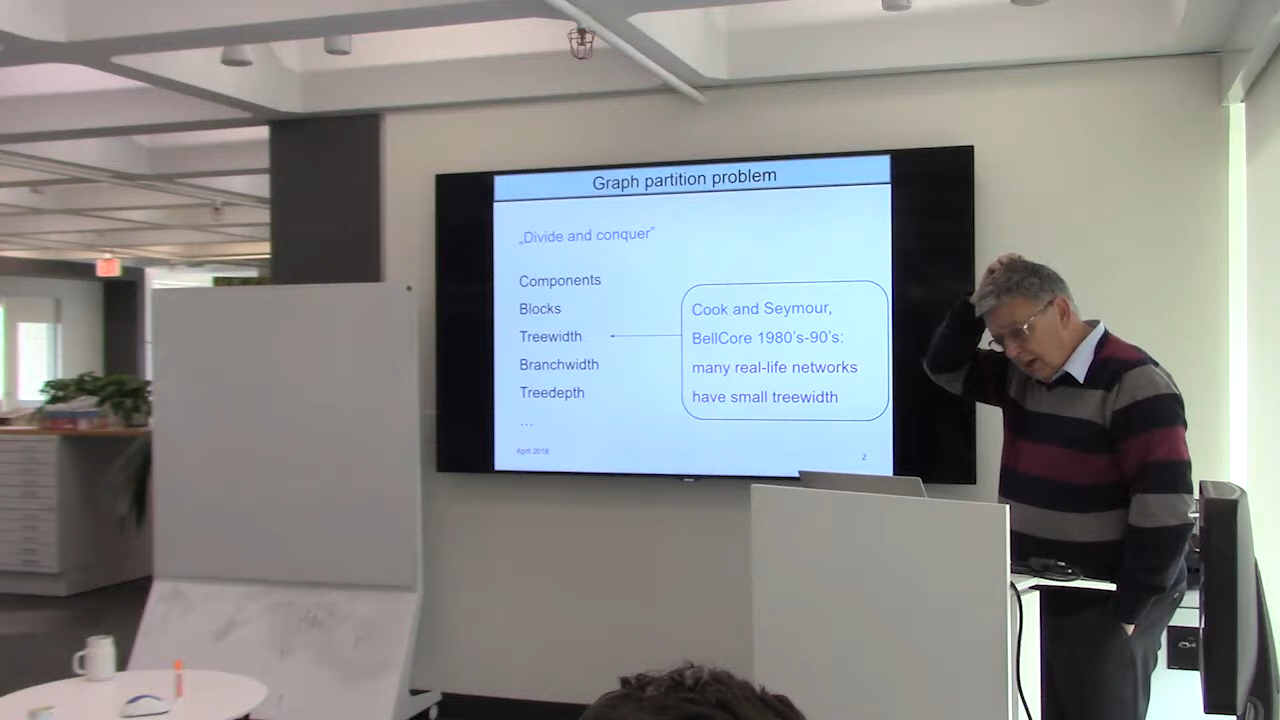 Graph partition problem
„Divide and conquer”
Components
Blocks
Treewidth
Branchwidth
Treedepth
...
Cook and Seymour,
BellCore 1980's-90's:
many real-life networks
have small treewidth
April 2018
2